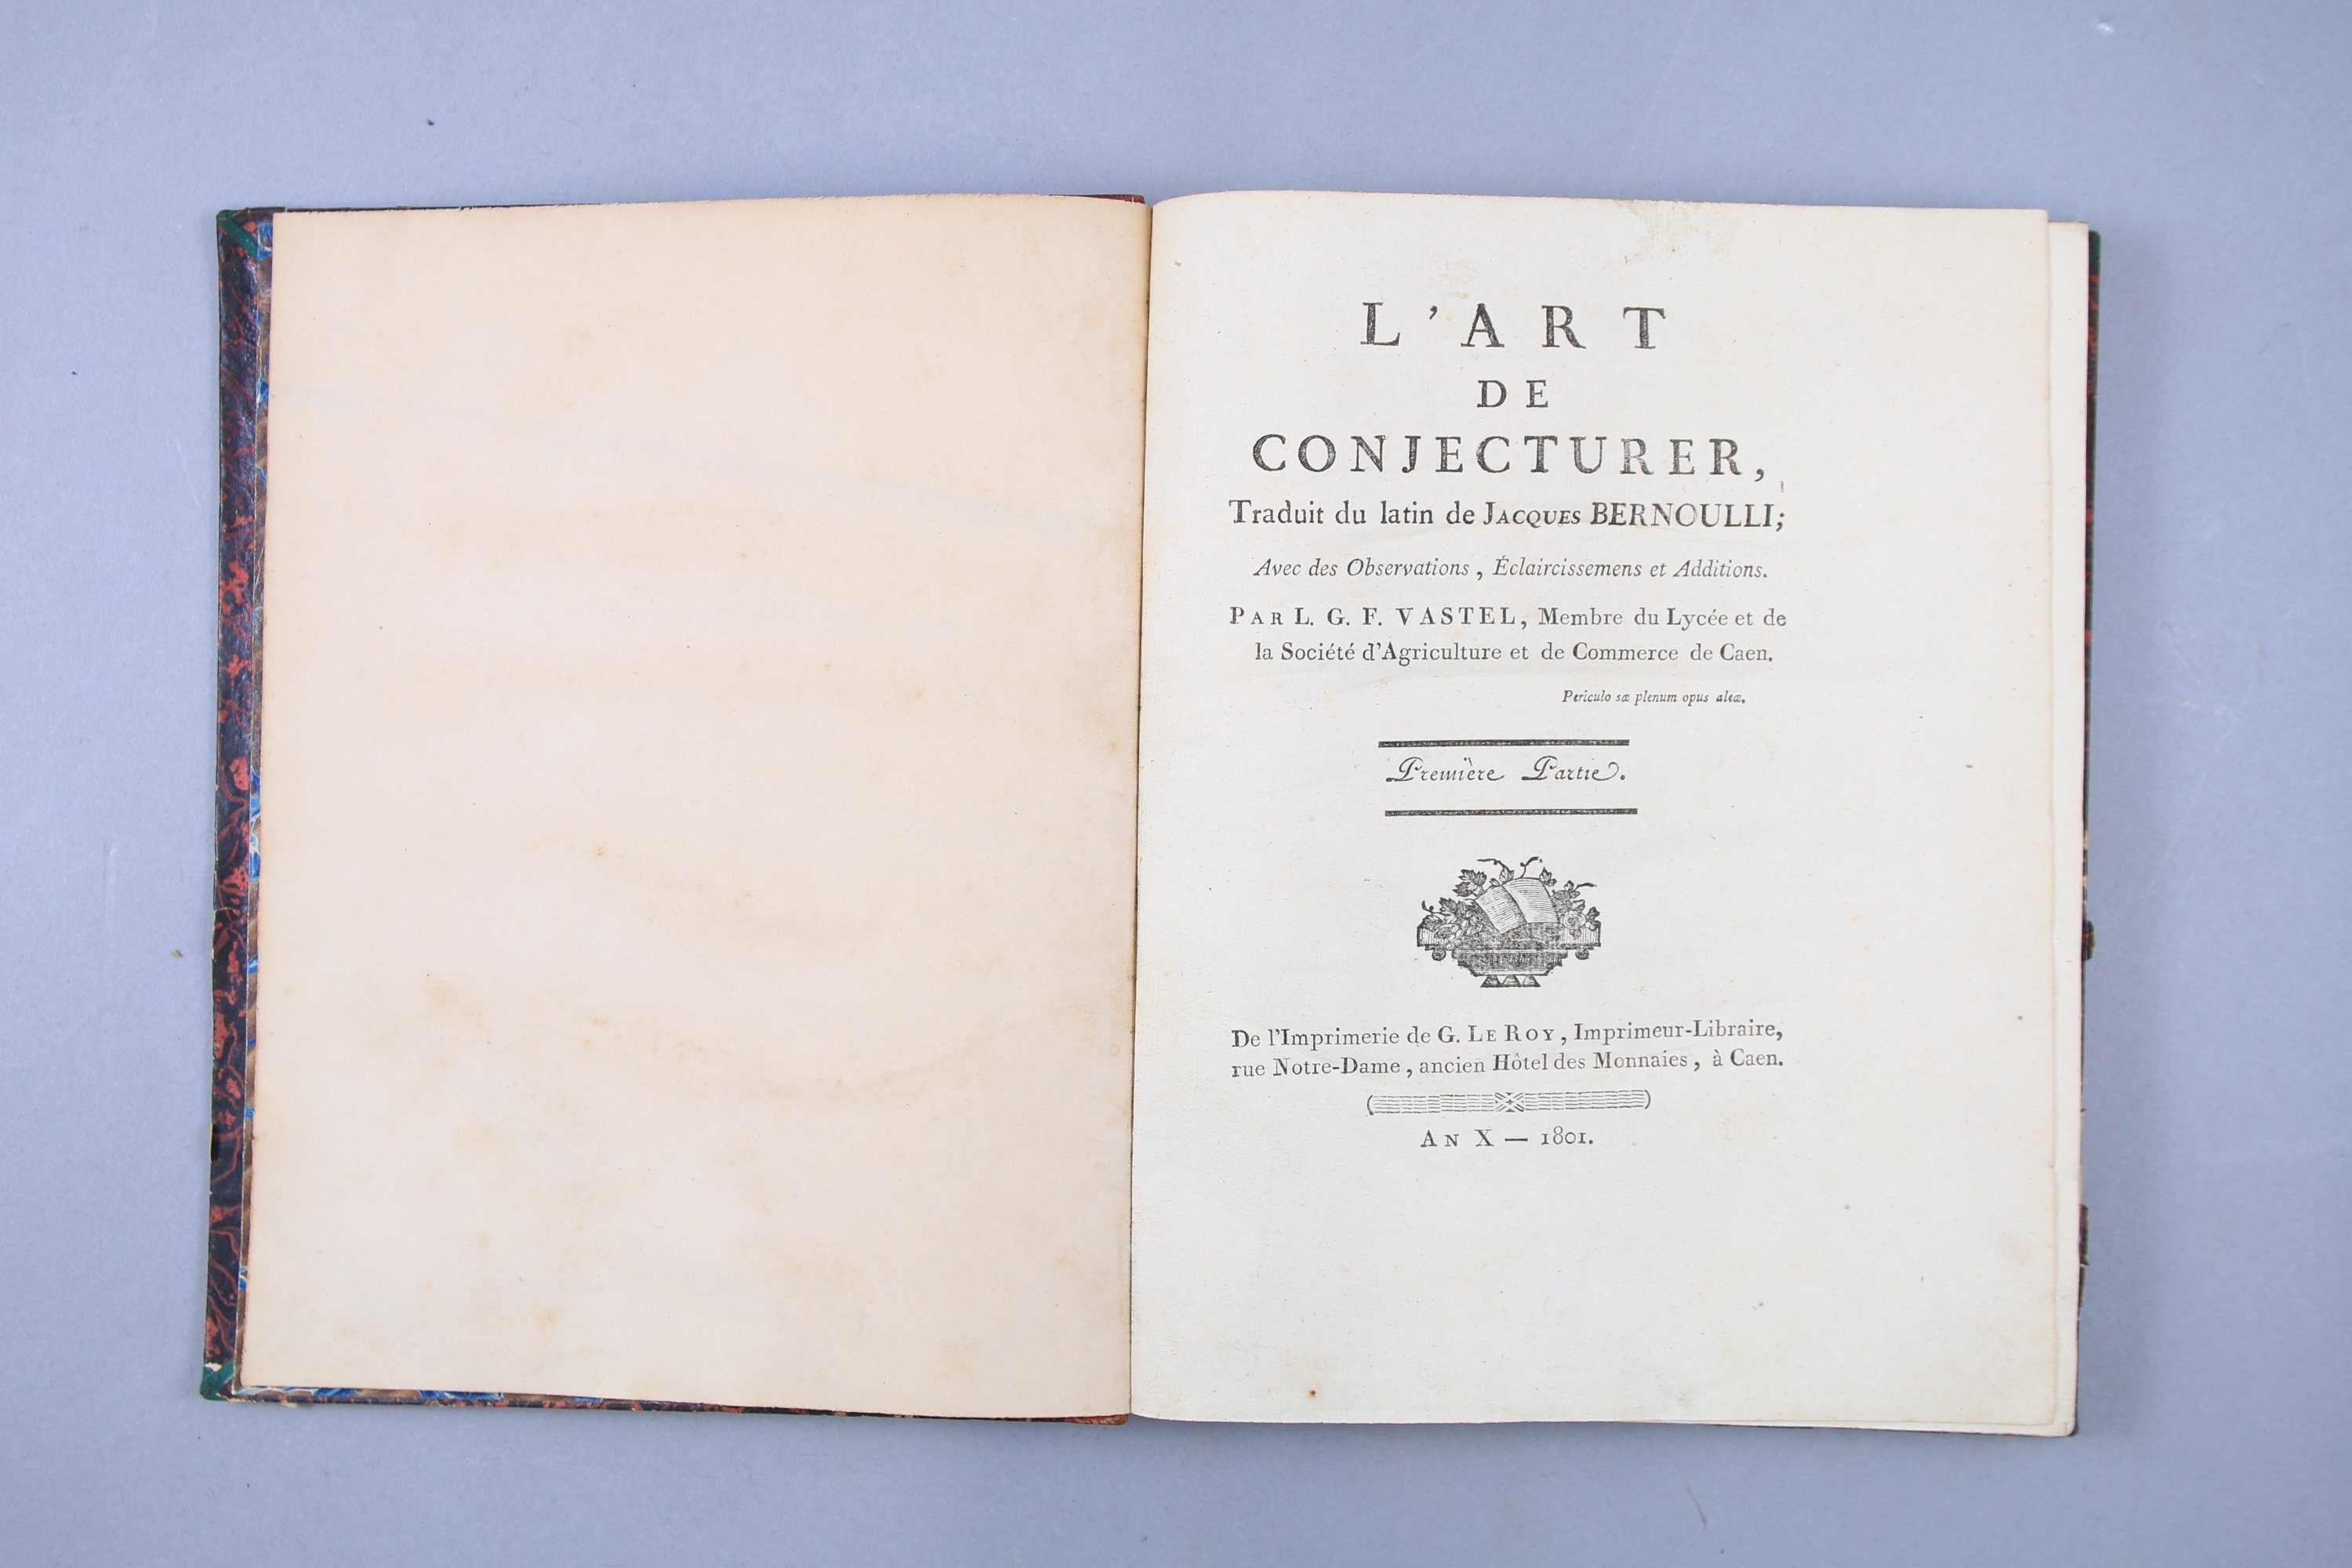 L'ART
DE
CONJECTURER,
Traduit du latin de JACQUES BERNOULLI;
Avec des Observations, Éclaircissemens et Additions.
PAR L. G. F. VASTEL, Membre du Lycée et de
la Société d'Agriculture et de Commerce de Caen.
Periculo sæ plenum opus aleæ.
Première Partie.
De l'Imprimerie de G. LE ROY, Imprimeur-Libraire,
rue Notre-Dame, ancien Hôtel des Monnaies, à Caen.
AN X — 1801.